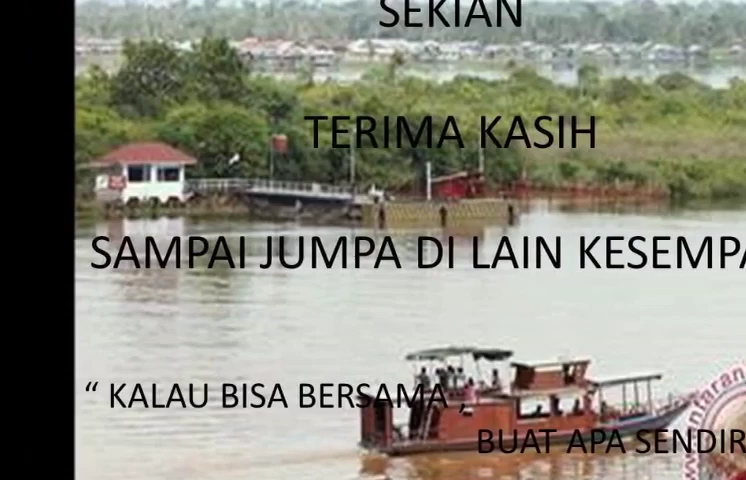 SEKIAN
TERIMA KASIH
SAMPAI JUMPA DI LAIN KESEMPA
“ KALAU BISA BERSAMA ,
BUAT APA SENDIR